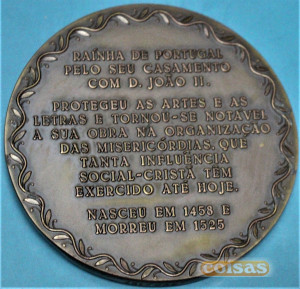 RAÍNHA DE PORTUGAL
PELO SEU CASAMENTO
COM D. JOÃO II.
PROTEGEU AS ARTES E AS
LETRAS E TORNOU-SE NOTÁVEL
A SUA OBRA NA ORGANIZAÇÃO
DAS MISERICÓRDIAS, QUE
TANTA INFLUÊNCIA
SOCIAL-CRISTÃ TÊM
EXERCIDO ATÉ HOJE.
NASCEU EM 1458 E
MORREU EM 1525
coisas